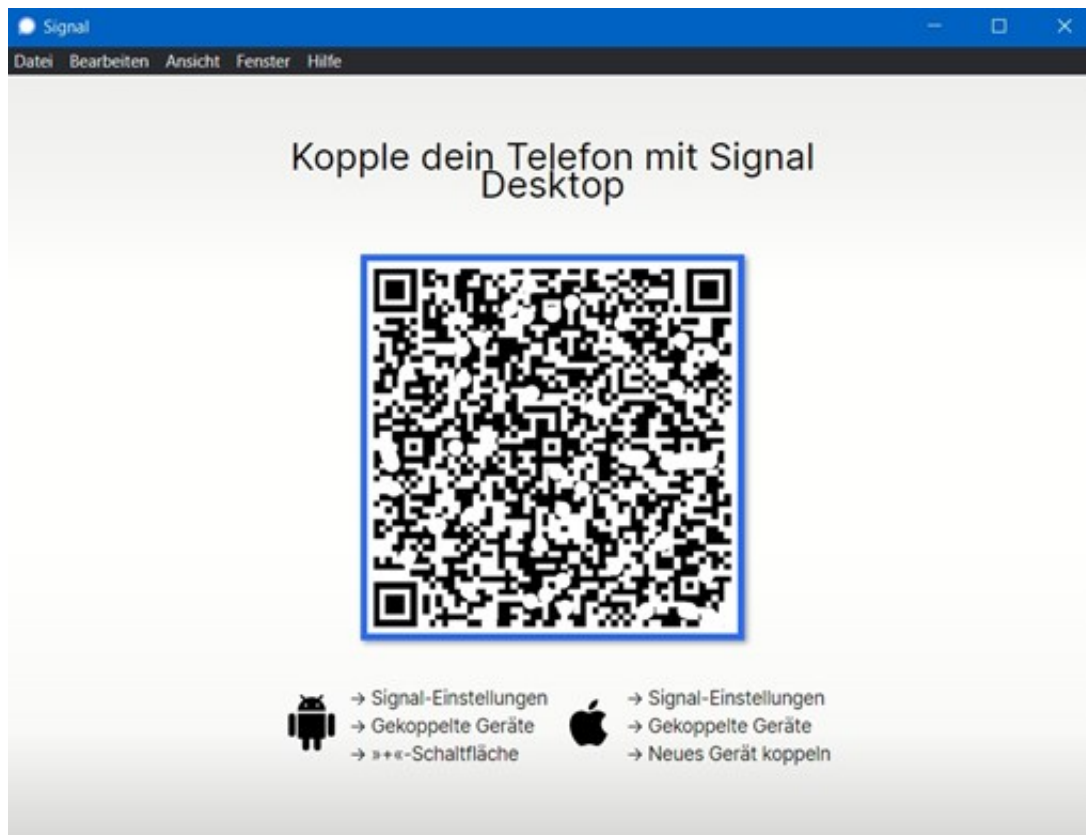 Signal
Datei Bearbeiten Ansicht Fenster Hilfe
Kopple dein Telefon mit Signal
Desktop
→ Signal-Einstellungen
→ Gekoppelte Geräte
→ »+«-Schaltfläche
→ Signal-Einstellungen
→ Gekoppelte Geräte
→ Neues Gerät koppeln